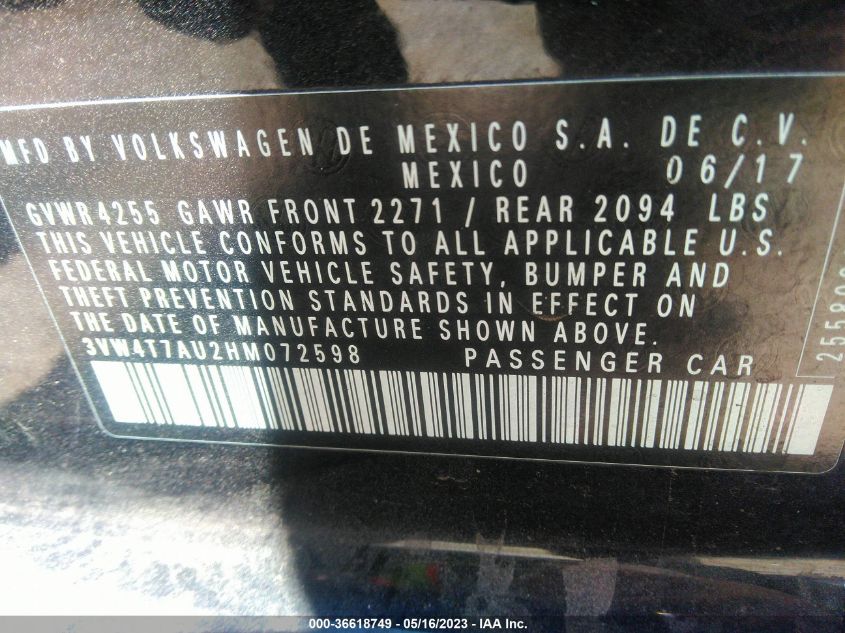 MFD BY VOLKSWAGEN DE MEXICO S.A. DE C.V.
MEXICO 06/17
GVWR 4255 GAWR FRONT 2271 / REAR 2094 LBS
THIS VEHICLE CONFORMS TO ALL APPLICABLE U.S.
FEDERAL MOTOR VEHICLE SAFETY, BUMPER AND
THEFT PREVENTION STANDARDS IN EFFECT ON
THE DATE OF MANUFACTURE SHOWN ABOVE.
3VW4T7AU2HM072598 PASSENGER CAR
000-36618749 - 05/16/2023 - IAA Inc.